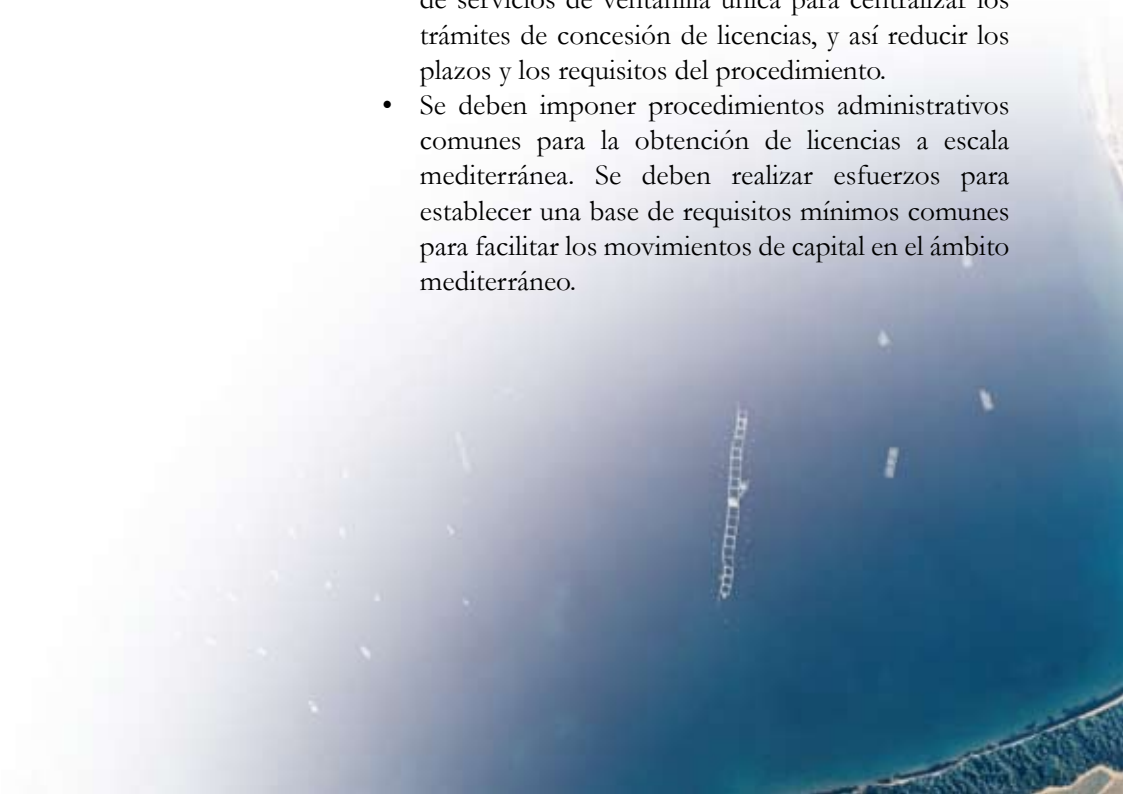 de servicios de ventanilla única para centralizar los
trámites de concesión de licencias, y así reducir los
plazos y los requisitos del procedimiento.
• Se deben imponer procedimientos administrativos
comunes para la obtención de licencias a escala
mediterránea. Se deben realizar esfuerzos para
establecer una base de requisitos mínimos comunes
para facilitar los movimientos de capital en el ámbito
mediterráneo.